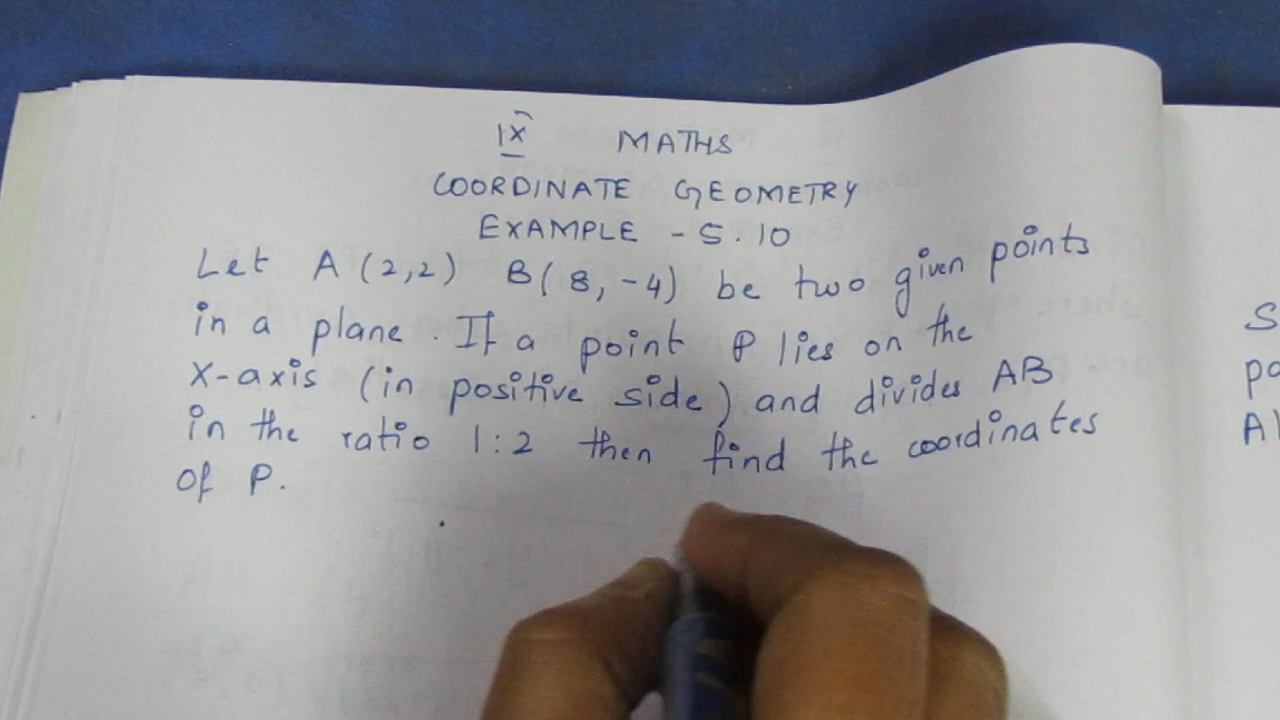 IX MATHS
COORDINATE GEOMETRY
EXAMPLE - 5.10
Let A (2,2) B( 8, -4) be two given points
in a plane. If a point P lies on the
X-axis (in positive side) and divides AB
in the ratio 1:2 then find the coordinates
of P.
S
po
Al